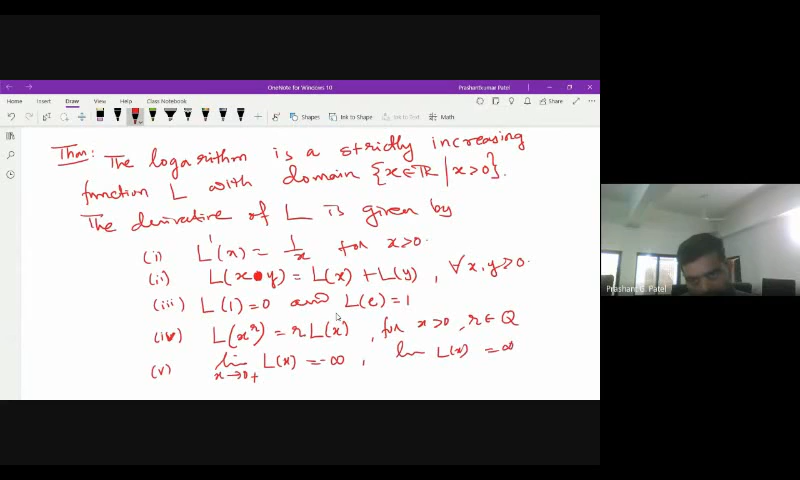 OneNote for Windows 10
Prashantkumar Patel
Home Insert Draw View Help Class Notebook
Share
Shapes Ink to Shape Ink to Text Math
Thm: The logarithm is a strictly increasing
function L with domain {x∈ℝ | x>0}.
The derivative of L is given by
(i) L'(x) = 1/x for x>0.
(ii) L(x•y) = L(x) + L(y), ∀ x, y>0.
(iii) L(1)=0 and L(e)=1
(iv) L(xʳ) = r L(x), for x>0, r∈Q
(v) lim x→0+ L(x) = -∞, lim L(x) = ∞
Prashant G. Patel